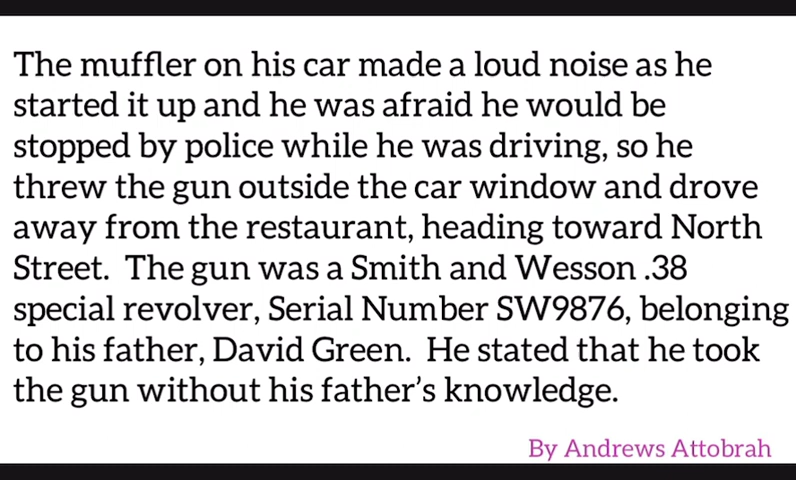 The muffler on his car made a loud noise as he
started it up and he was afraid he would be
stopped by police while he was driving, so he
threw the gun outside the car window and drove
away from the restaurant, heading toward North
Street.  The gun was a Smith and Wesson .38
special revolver, Serial Number SW9876, belonging
to his father, David Green.  He stated that he took
the gun without his father’s knowledge.
By Andrews Attobrah